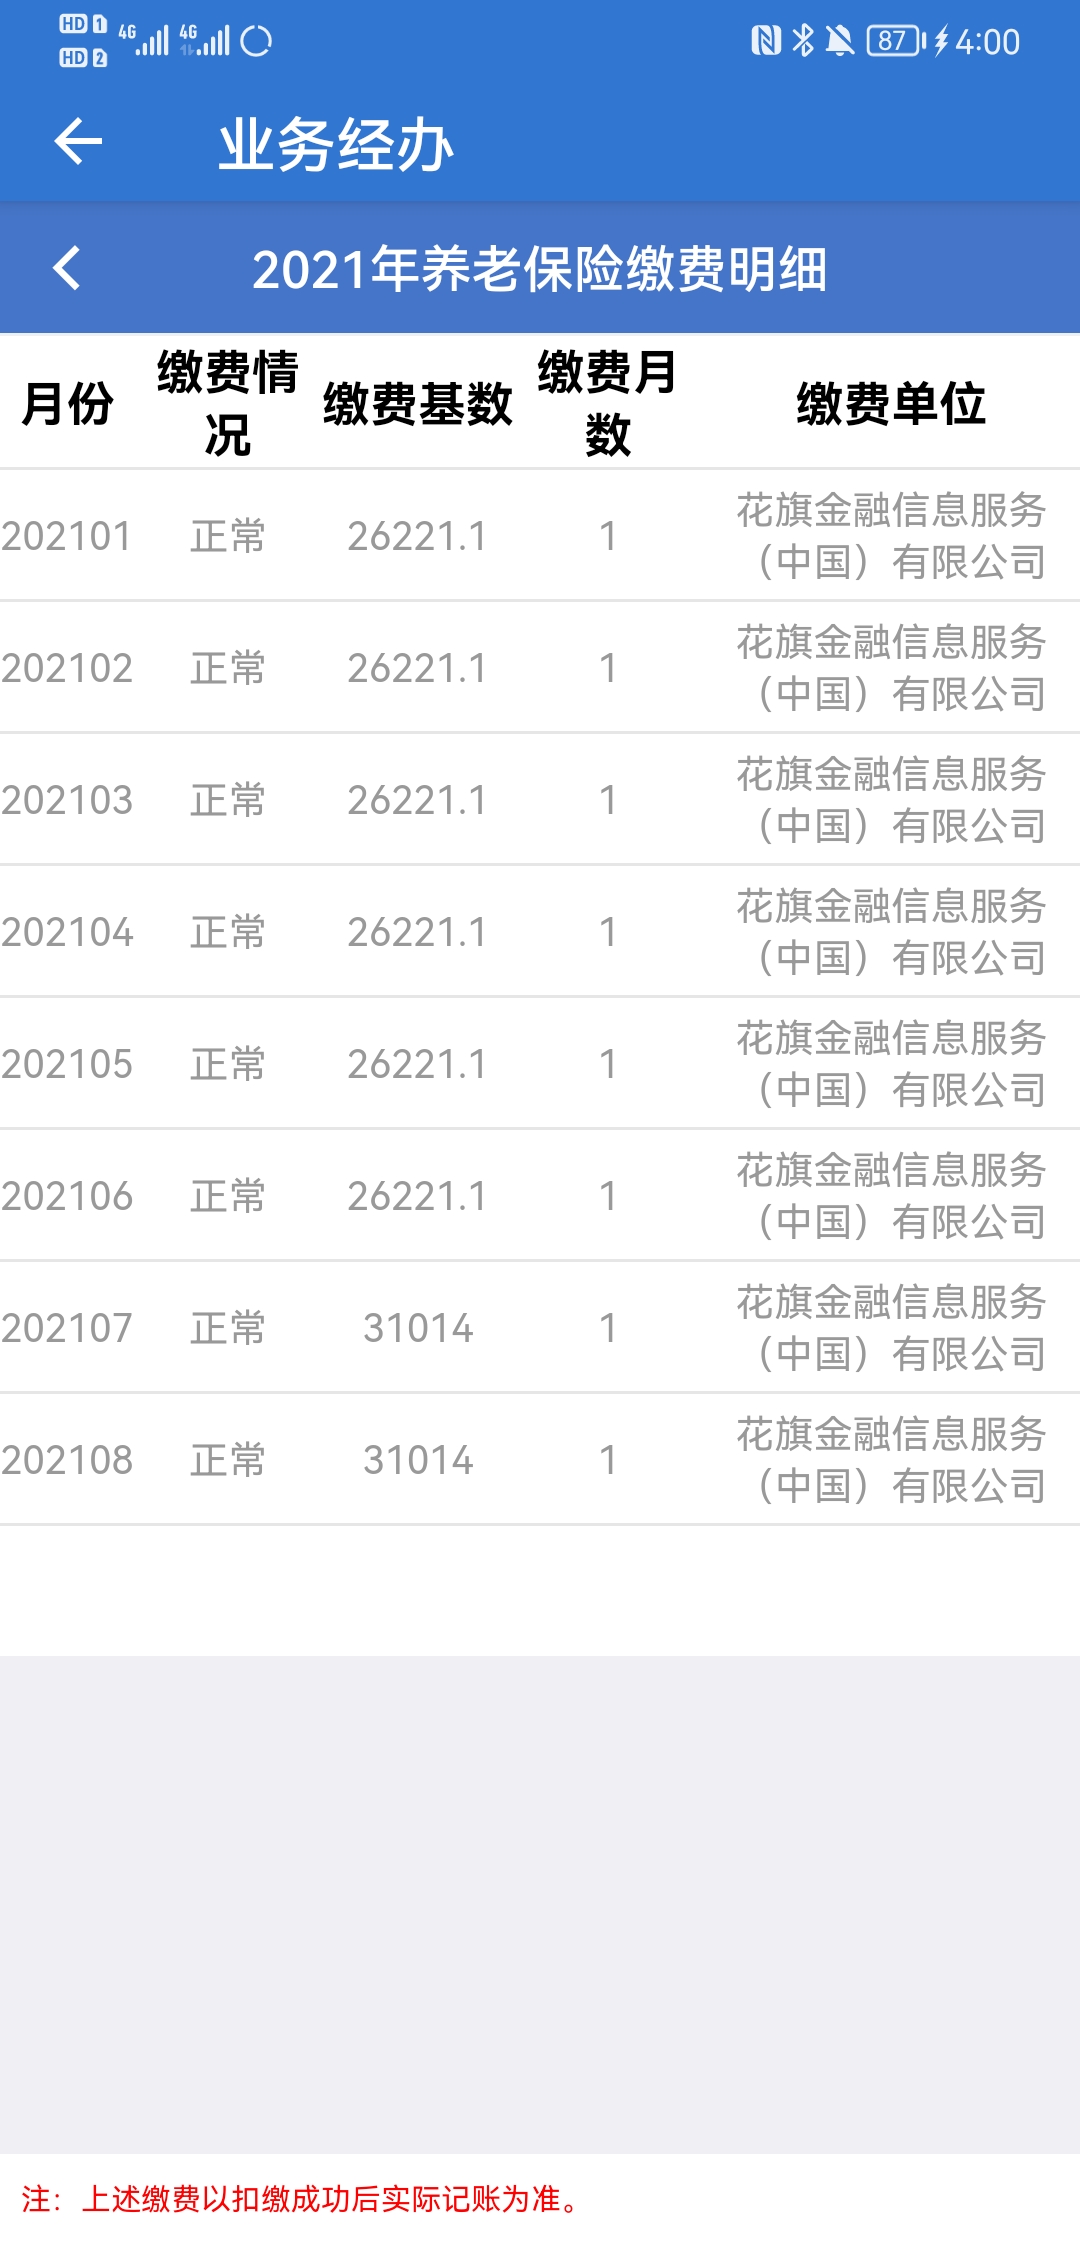 HD 1 4G 4G 87 4:00
HD 2
业务经办
2021年养老保险缴费明细
月份 缴费情况 缴费基数 缴费月数 缴费单位
202101 正常 26221.1 1 花旗金融信息服务
（中国）有限公司
202102 正常 26221.1 1 花旗金融信息服务
（中国）有限公司
202103 正常 26221.1 1 花旗金融信息服务
（中国）有限公司
202104 正常 26221.1 1 花旗金融信息服务
（中国）有限公司
202105 正常 26221.1 1 花旗金融信息服务
（中国）有限公司
202106 正常 26221.1 1 花旗金融信息服务
（中国）有限公司
202107 正常 31014 1 花旗金融信息服务
（中国）有限公司
202108 正常 31014 1 花旗金融信息服务
（中国）有限公司
注：上述缴费以扣缴成功后实际记账为准。